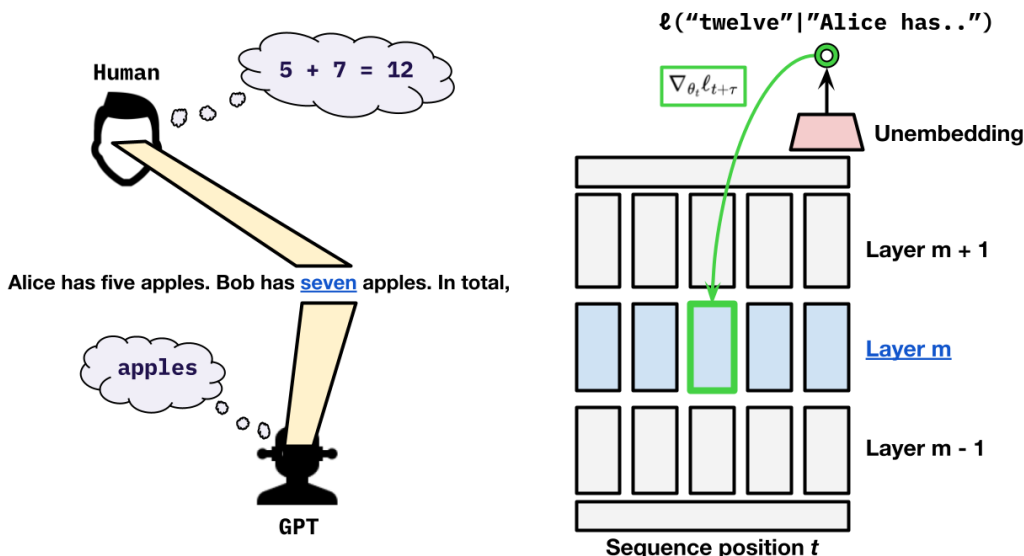 Human
5 + 7 = 12
Alice has five apples. Bob has seven apples. In total,
apples
GPT
ℓ(“twelve”|”Alice has..”)
∇θₜℓₜ₊τ
Unembedding
Layer m + 1
Layer m
Layer m - 1
Sequence position t